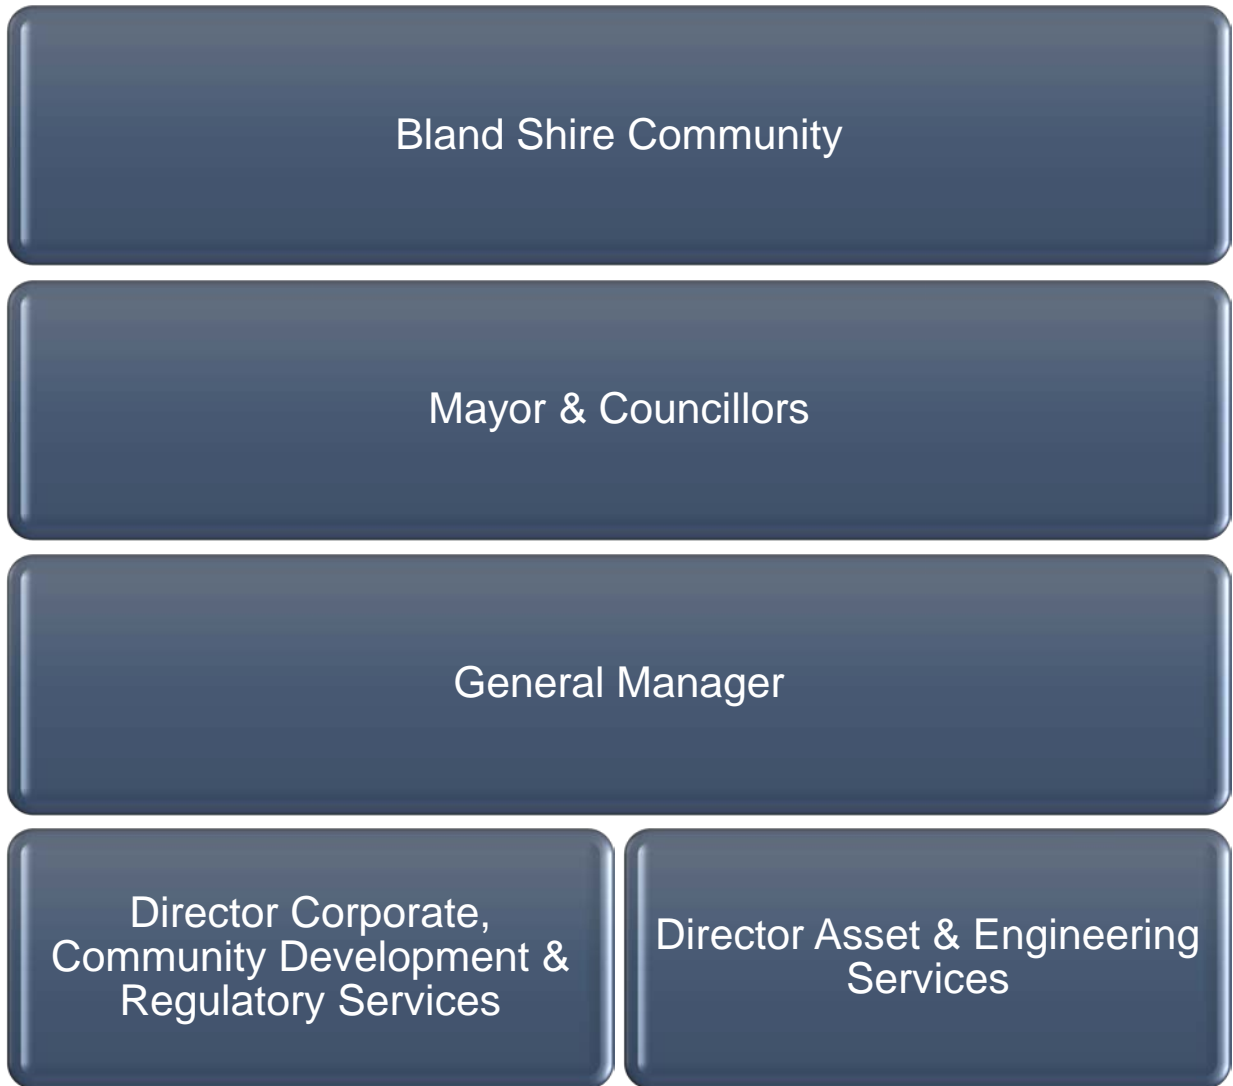 Bland Shire Community
Mayor & Councillors
General Manager
Director Corporate,
Community Development &
Regulatory Services
Director Asset & Engineering
Services